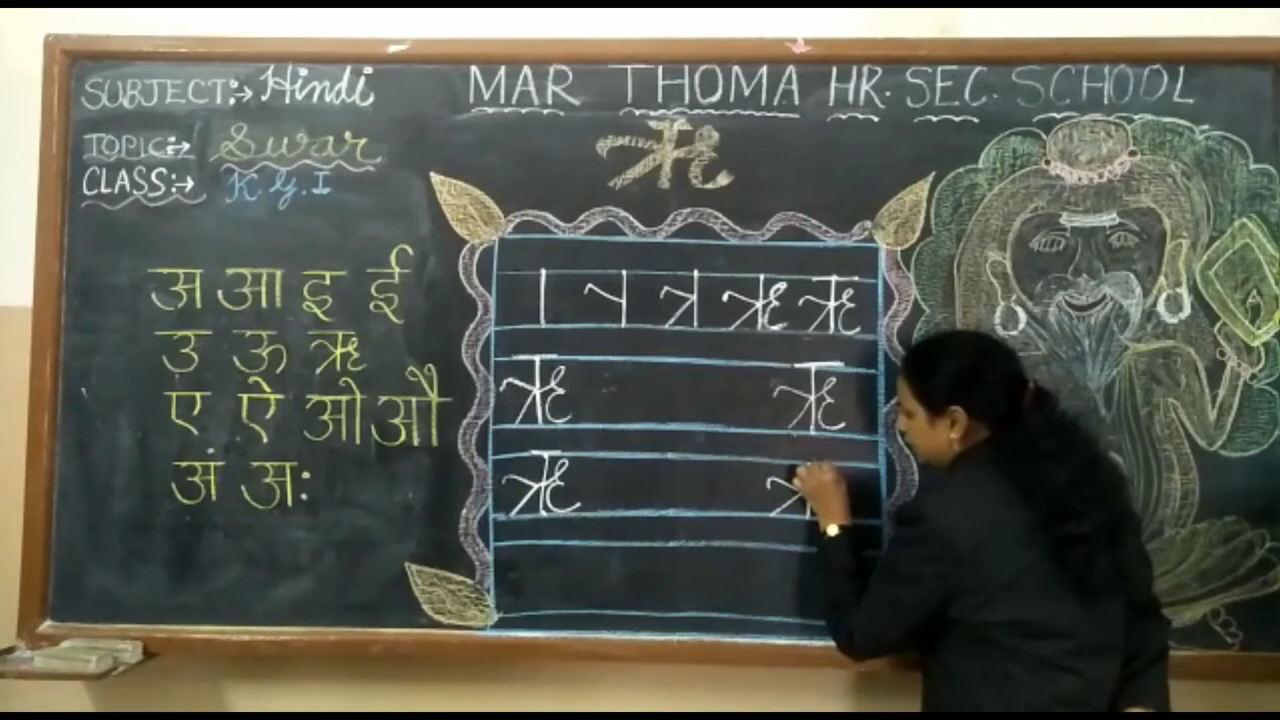 SUBJECT:→ Hindi
MAR THOMA HR. SEC. SCHOOL
TOPIC:→ Swar
CLASS:→ K.G.I
ऋ
अ आ इ ई
उ ऊ ऋ
ए ऐ ओ औ
अं अः
ऋ ऋ
ऋ ऋ